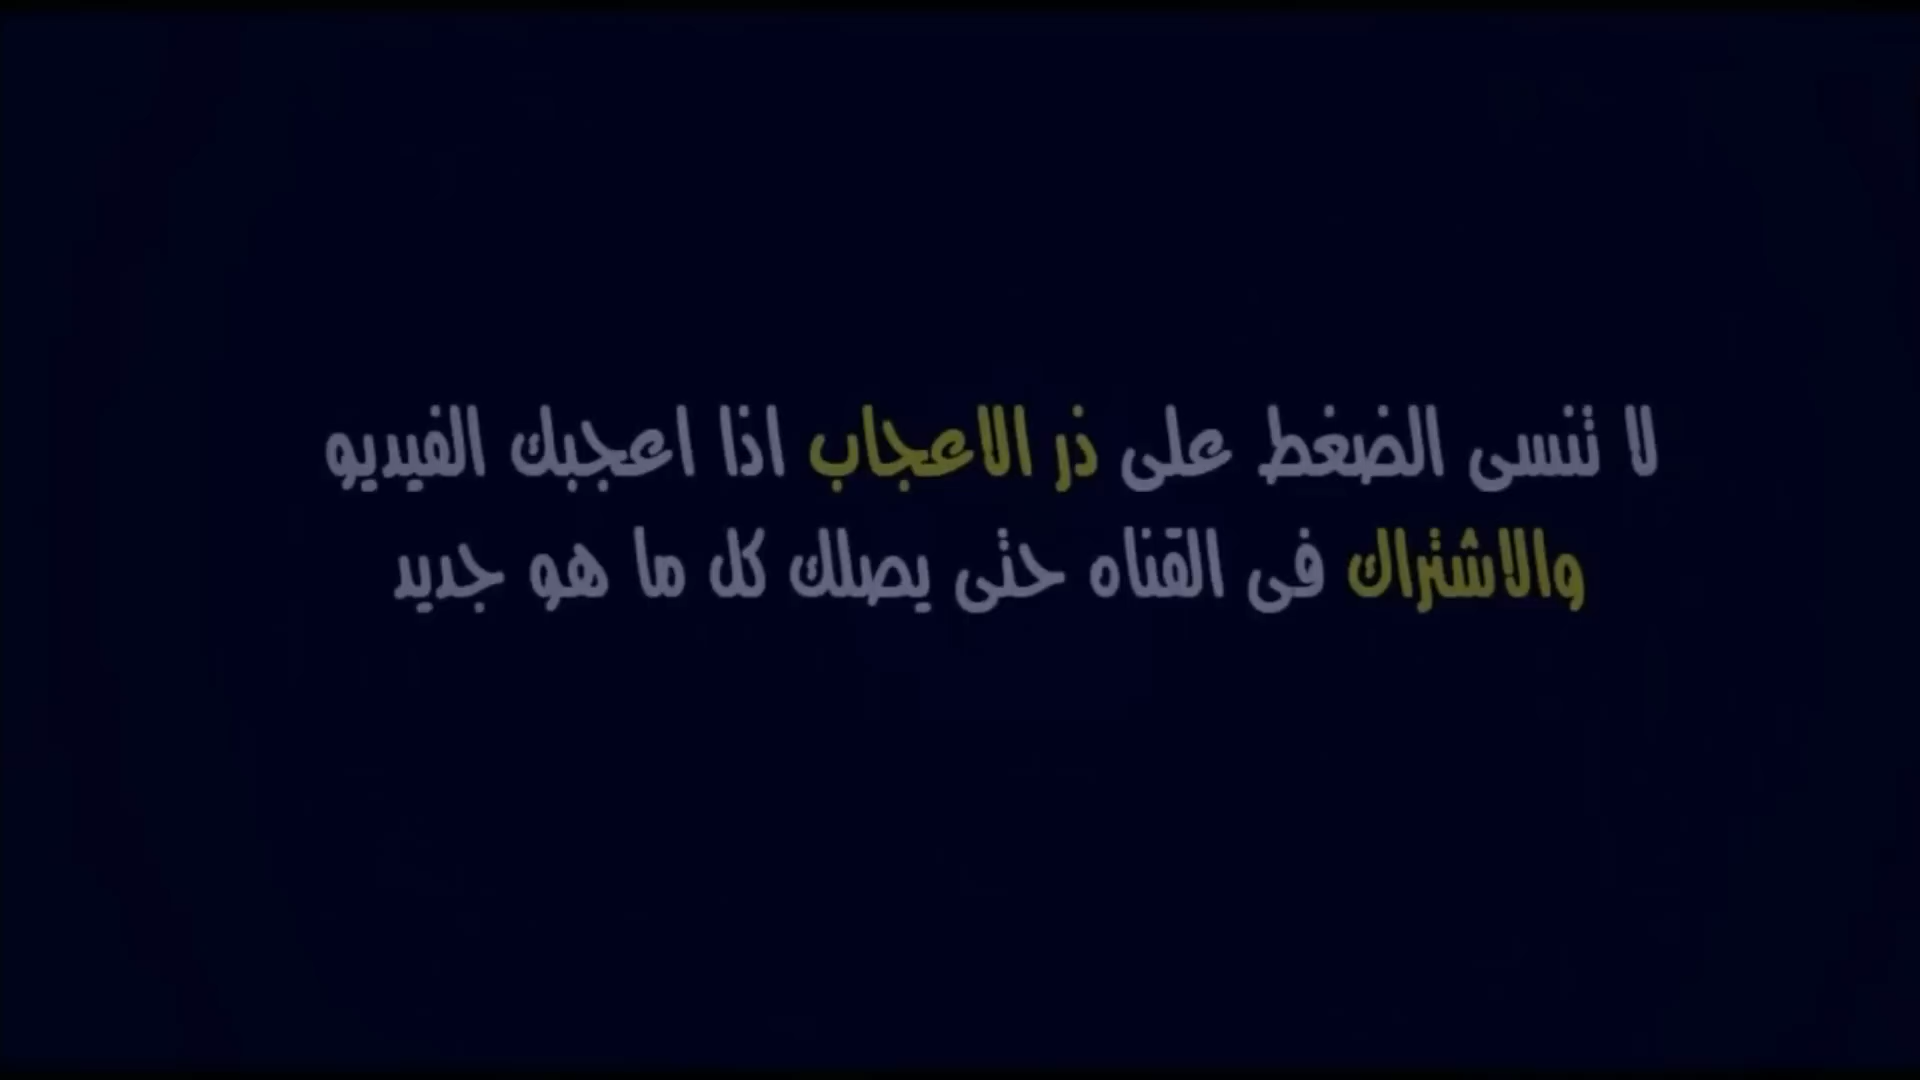 لا تنسى الضغط على ذر الاعجاب اذا اعجبك الفيديو
والاشتراك فى القناه حتى يصلك كل ما هو جديد